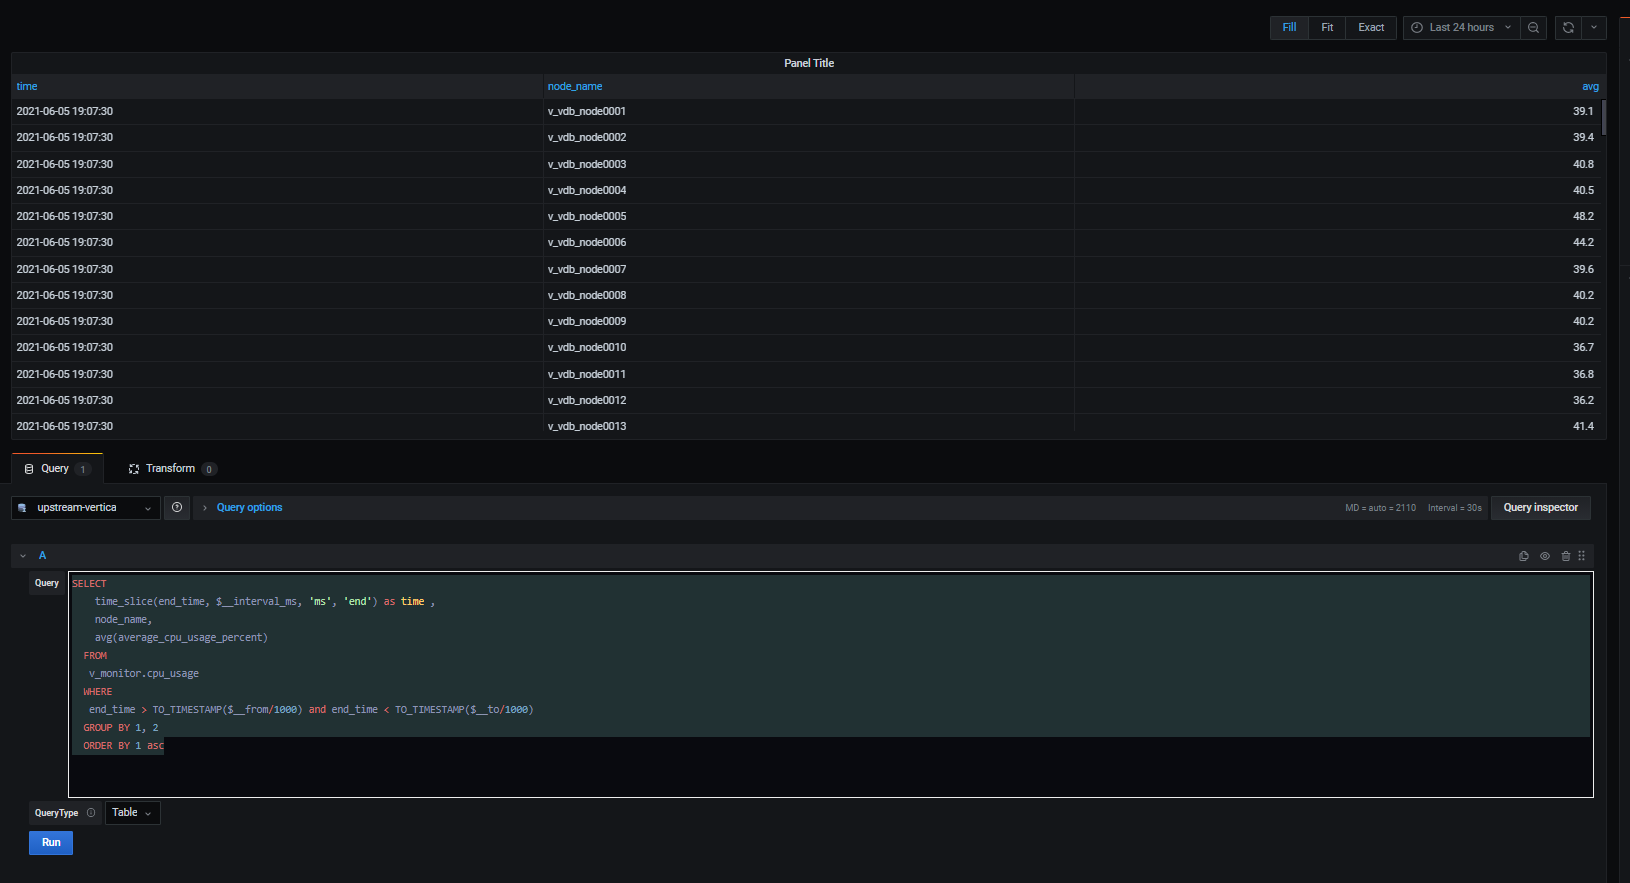 Fill Fit Exact Last 24 hours
Panel Title
time node_name avg
2021-06-05 19:07:30 v_vdb_node0001 39.1
2021-06-05 19:07:30 v_vdb_node0002 39.4
2021-06-05 19:07:30 v_vdb_node0003 40.8
2021-06-05 19:07:30 v_vdb_node0004 40.5
2021-06-05 19:07:30 v_vdb_node0005 48.2
2021-06-05 19:07:30 v_vdb_node0006 44.2
2021-06-05 19:07:30 v_vdb_node0007 39.6
2021-06-05 19:07:30 v_vdb_node0008 40.2
2021-06-05 19:07:30 v_vdb_node0009 40.2
2021-06-05 19:07:30 v_vdb_node0010 36.7
2021-06-05 19:07:30 v_vdb_node0011 36.8
2021-06-05 19:07:30 v_vdb_node0012 36.2
2021-06-05 19:07:30 v_vdb_node0013 41.4
Query 1 Transform 0
upstream-vertica Query options MD = auto = 2110 Interval = 30s Query inspector
A
Query SELECT
time_slice(end_time, $__interval_ms, 'ms', 'end') as time ,
node_name,
avg(average_cpu_usage_percent)
FROM
v_monitor.cpu_usage
WHERE
end_time > TO_TIMESTAMP($__from/1000) and end_time < TO_TIMESTAMP($__to/1000)
GROUP BY 1, 2
ORDER BY 1 asc
QueryType Table
Run